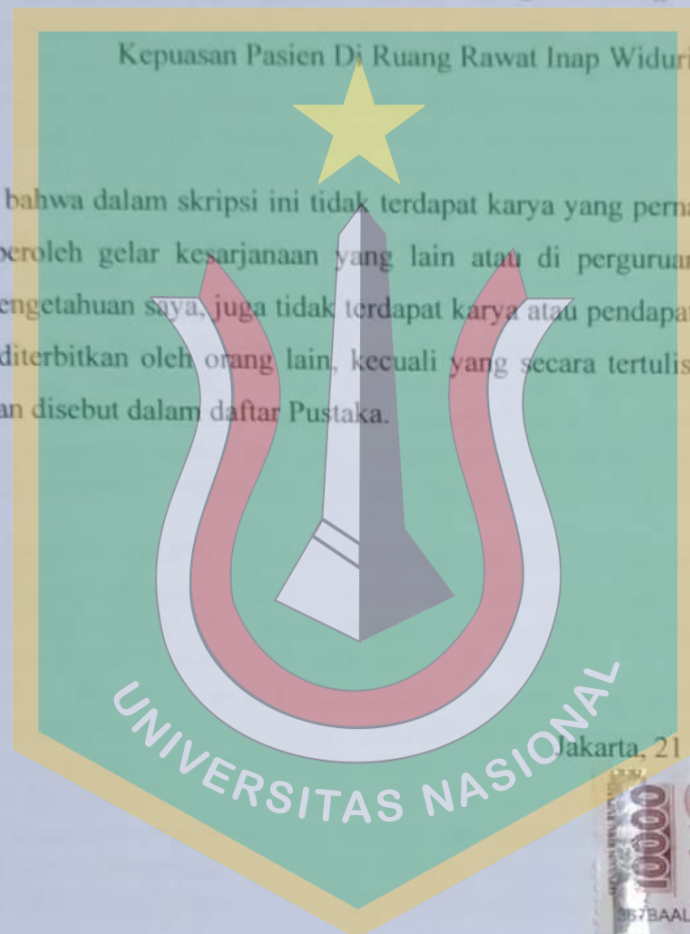 Kepuasan Pasien Di Ruang Rawat Inap Widuri
bahwa dalam skripsi ini tidak terdapat karya yang perna
peroleh gelar kesarjanaan yang lain atau di perguruan
engetahuan saya, juga tidak terdapat karya atau pendapat
diterbitkan oleh orang lain, kecuali yang secara tertulis
an disebut dalam daftar Pustaka.
UNIVERSITAS NASIONAL
Jakarta, 21
10000
367BAAL